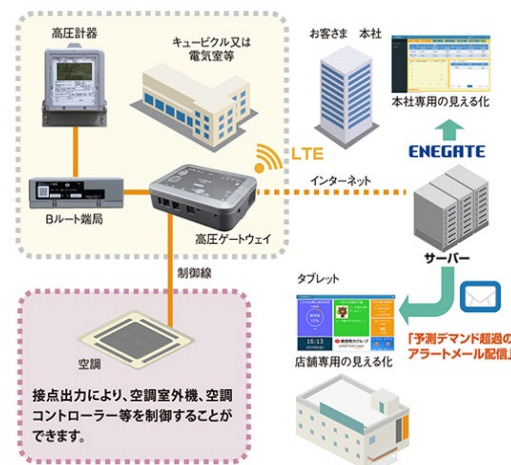 高圧計器
キュービクル又は
電気室等
お客さま 本社
本社専用の見える化
LTE
ENEGATE
インターネット
Bルート端局
高圧ゲートウェイ
サーバー
制御線
タブレット
16:13
店舗専用の見える化
「予測デマンド超過の
アラートメール配信」
空調
接点出力により、空調室外機、空調
コントローラー等を制御することが
できます。